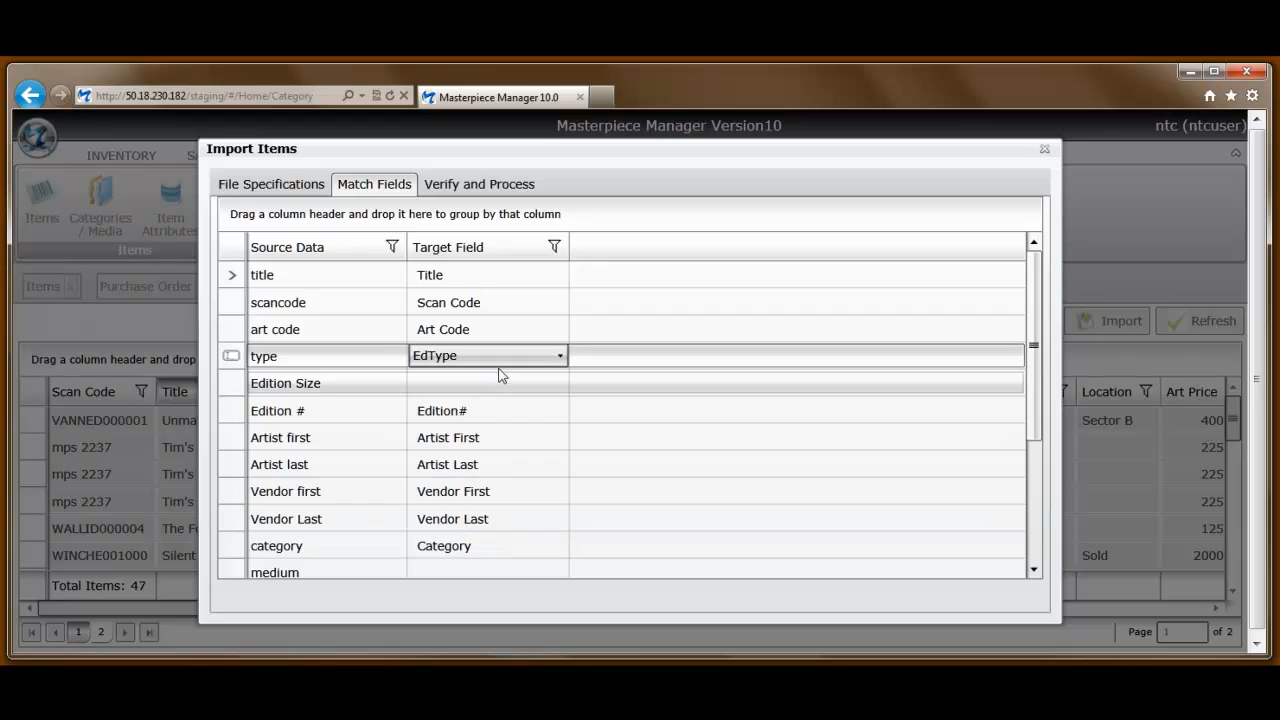 http://50.18.230.182/staging/#/Home/Category
Masterpiece Manager 10.0
Masterpiece Manager Version10
ntc (ntcuser)
INVENTORY
Items
Categories
/ Media
Item
Attributes
Items
Items
Purchase Order
Import
Refresh
Import Items
File Specifications
Match Fields
Verify and Process
Drag a column header and drop it here to group by that column
Source Data Target Field
title Title
scancode Scan Code
art code Art Code
type EdType
Edition Size
Edition # Edition#
Artist first Artist First
Artist last Artist Last
Vendor first Vendor First
Vendor Last Vendor Last
category Category
medium
Drag a column header and drop
Scan Code Title Location Art Price
VANNED000001 Sector B 400
mps 2237 Tim's 225
mps 2237 Tim's 225
mps 2237 Tim's 225
WALLID000004 125
WINCHE001000 Silent Sold 2000
Total Items: 47
1 2
Page 1 of 2